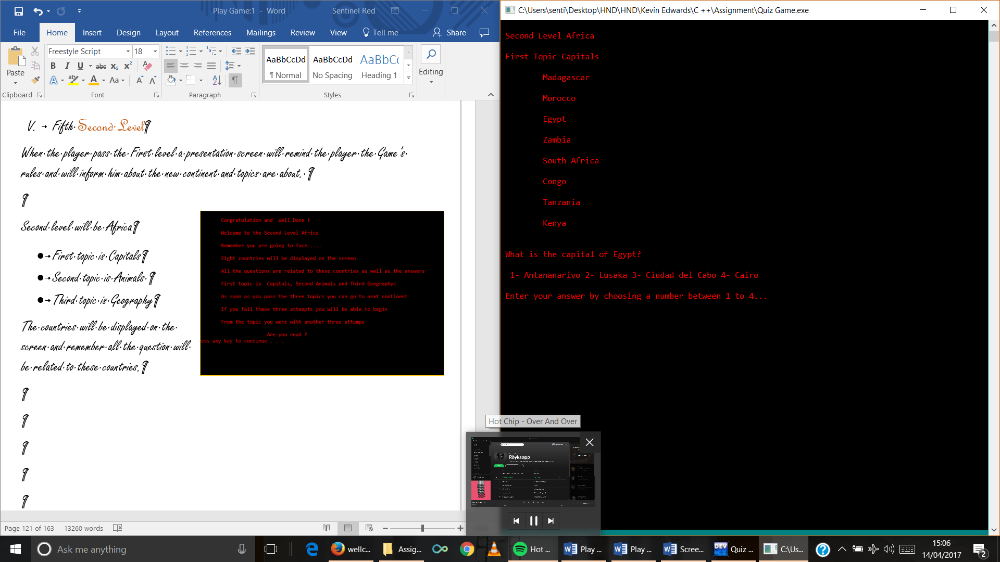 Play Game:1 - Word
Sentinel Red
File
Home
Insert
Design
Layout
References
Mailings
Review
View
Tell me
Share
Paste
Clipboard
Freestyle Script
18
Font
Paragraph
AaBbCcDd
¶ Normal
AaBbCcDd
No Spacing
AaBbCc
Heading 1
Styles
Editing
V. → Fifth· Second· Level¶
When·the·player·pass·the·First·level·a·presentation·screen·will·remind·the·player·the·Game's·
rules·and·will·inform·him·about·the·new·continent·and·topics·are·about.·¶
¶
Second·level·will·be·Africa¶
●→First·topic·is·Capitals¶
●→Second·topic·is·Animals·¶
●→Third·topic·is·Geography¶
The·countries·will·be·displayed·on·the·
screen·and·remember·all·the·question·will·
be·related·to·these·countries.¶
¶
¶
¶
¶
¶
Congratulation and  Well Done !
Welcome to the Second Level Africa
Remember you are going to face.....
Eight countries will be displayed on the screen
All the questions are related to these countries as well as the answers
First topic is  Capitals, Second Animals and Third Geographyc
As soon as you pass the three topics you can go to next continent
If you fail these three attempts you will be able to begin
From the topic you were with another three attemps
Are you read ?
ess any key to continue . . .
Page 121 of 163
13260 words
C:\Users\senti\Desktop\HND\HND\Kevin Edwards\C ++\Assignment\Quiz Game.exe
Second Level Africa
First Topic Capitals
Madagascar
Morocco
Egypt
Zambia
South Africa
Congo
Tanzania
Kenya
What is the capital of Egypt?
1- Antananarivo 2- Lusaka 3- Ciudad del Cabo 4- Cairo
Enter your answer by choosing a number between 1 to 4...
Hot Chip - Over And Over
Röyksopp
Ask me anything
wellc...
Assig...
Hot ...
Play ...
Play ...
Scree...
DEV
Quiz ...
C:\Us...
15:06
14/04/2017
2